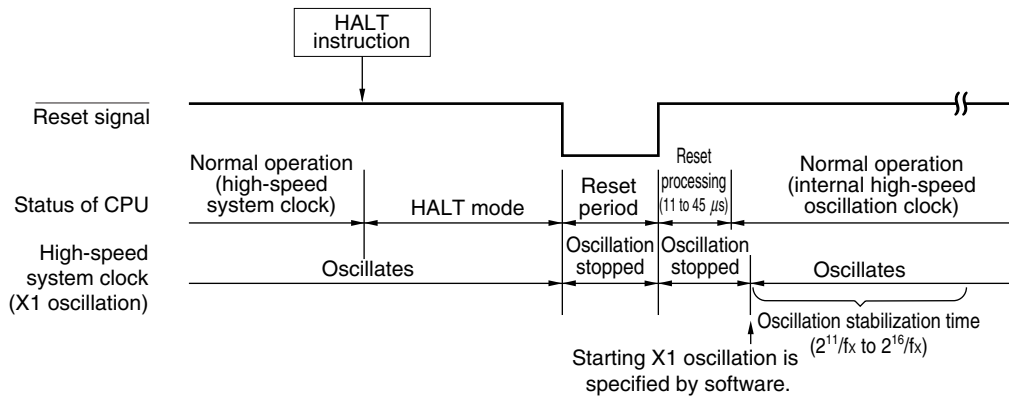 HALT
instruction
Reset signal
Normal operation
(high-speed
system clock)
Reset
period
Reset
processing
(11 to 45 μs)
Normal operation
(internal high-speed
oscillation clock)
Status of CPU
HALT mode
High-speed
system clock
(X1 oscillation)
Oscillates
Oscillation
stopped
Oscillation
stopped
Oscillates
Oscillation stabilization time
(2¹¹/fx to 2¹⁶/fx)
Starting X1 oscillation is
specified by software.